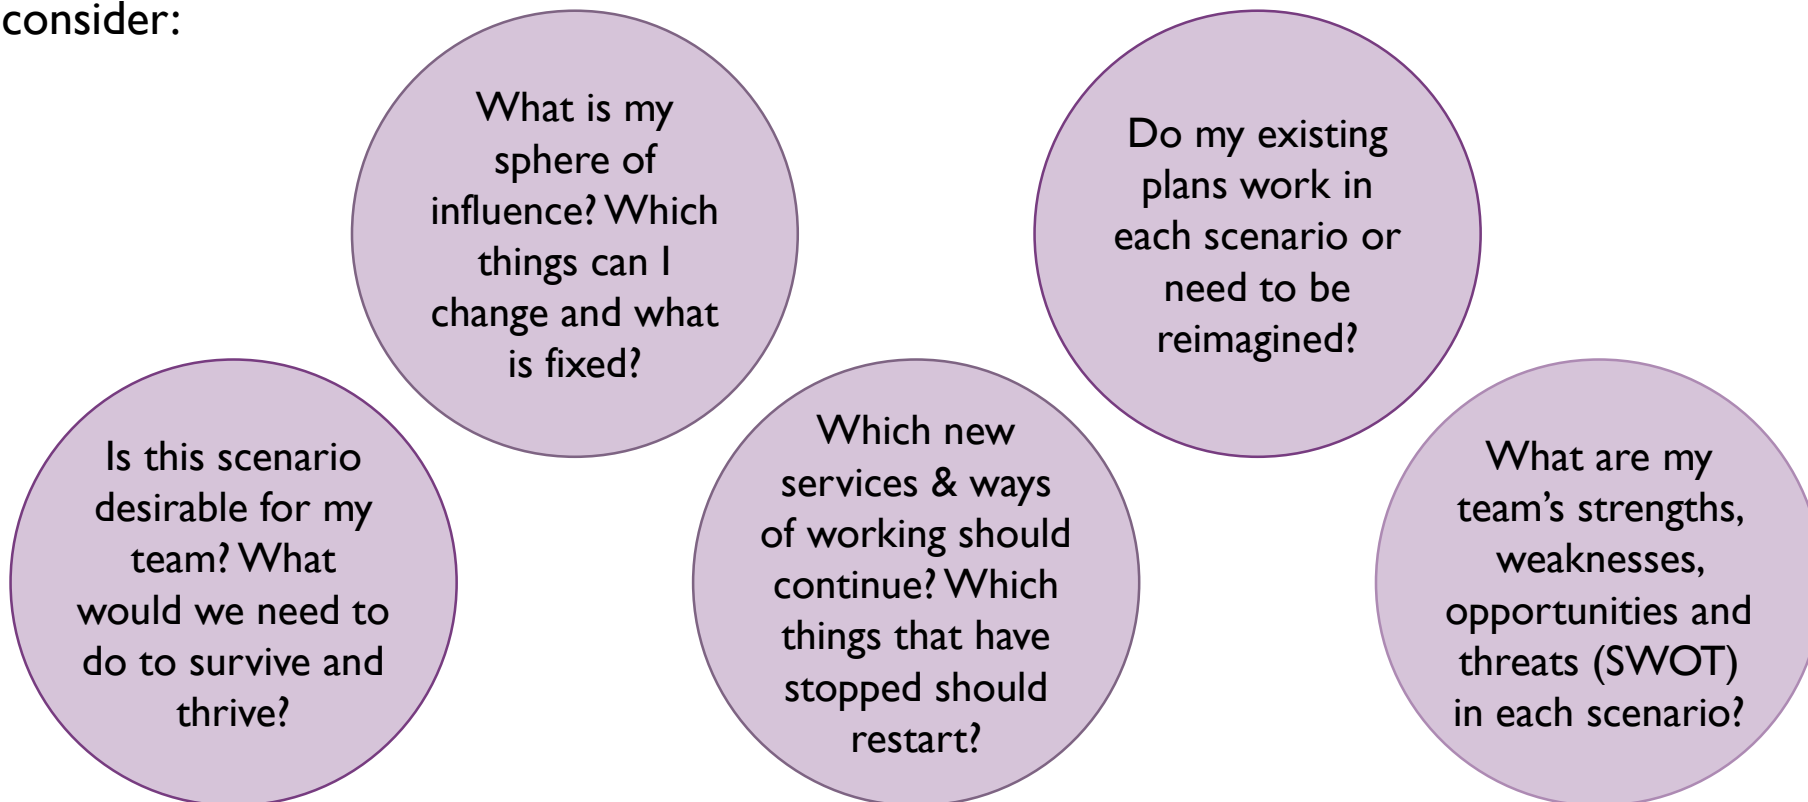 consider:
Is this scenario
desirable for my
team? What
would we need to
do to survive and
thrive?
What is my
sphere of
influence? Which
things can I
change and what
is fixed?
Which new
services & ways
of working should
continue? Which
things that have
stopped should
restart?
Do my existing
plans work in
each scenario or
need to be
reimagined?
What are my
team’s strengths,
weaknesses,
opportunities and
threats (SWOT)
in each scenario?